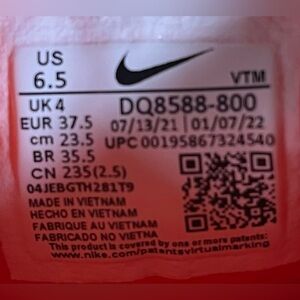 US
6.5
VTM
UK 4 DQ8588-800
EUR 37.5 07/13/21 01/07/22
cm 23.5 UPC 00195867324540
BR 35.5
CN 235(2.5)
04JEBGTH281T9
MADE IN VIETNAM
HECHO EN VIETNAM
FABRIQUE AU VIETNAM
FABRICADO NO VIETNA
This product is covered by one or more patents:
www.nike.com/patentsvirtualmarking